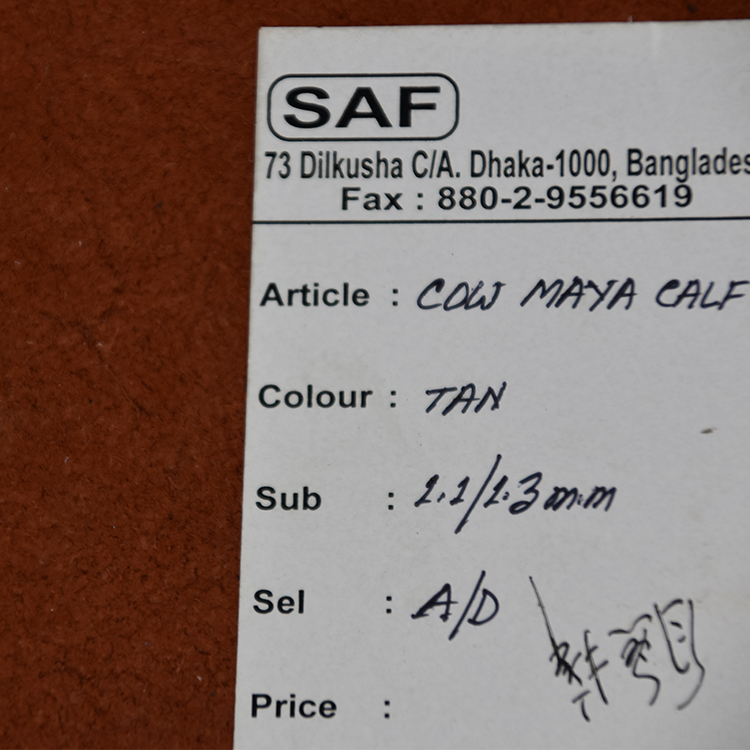 SAF
73 Dilkusha C/A. Dhaka-1000, Banglades
Fax : 880-2-9556619
Article : COW MAYA CALF
Colour : TAN
Sub : 1.1/1.3 m.m
Sel : A/D
Price :